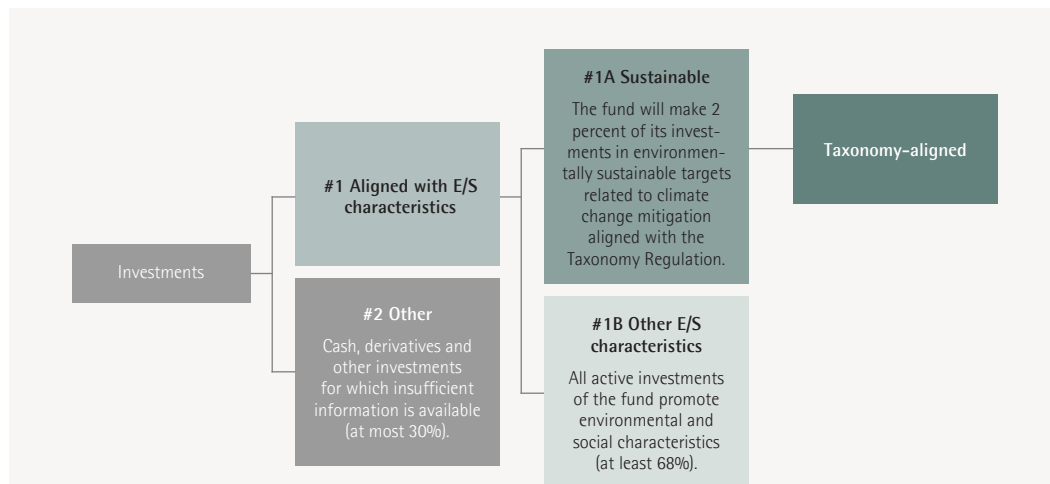 Investments
#1 Aligned with E/S
characteristics
#2 Other
Cash, derivatives and
other investments
for which insufficient
information is available
(at most 30%).
#1A Sustainable
The fund will make 2
percent of its invest-
ments in environmen-
tally sustainable targets
related to climate
change mitigation
aligned with the
Taxonomy Regulation.
#1B Other E/S
characteristics
All active investments
of the fund promote
environmental and
social characteristics
(at least 68%).
Taxonomy-aligned